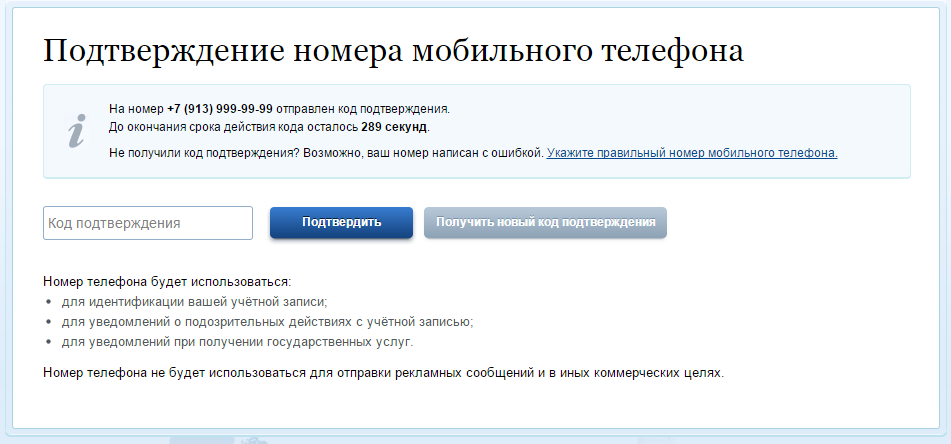 Подтверждение номера мобильного телефона
На номер +7 (913) 999-99-99 отправлен код подтверждения.
До окончания срока действия кода осталось 289 секунд.
Не получили код подтверждения? Возможно, ваш номер написан с ошибкой. Укажите правильный номер мобильного телефона.
Код подтверждения
Подтвердить
Получить новый код подтверждения
Номер телефона будет использоваться:
• для идентификации вашей учётной записи;
• для уведомлений о подозрительных действиях с учётной записью;
• для уведомлений при получении государственных услуг.
Номер телефона не будет использоваться для отправки рекламных сообщений и в иных коммерческих целях.